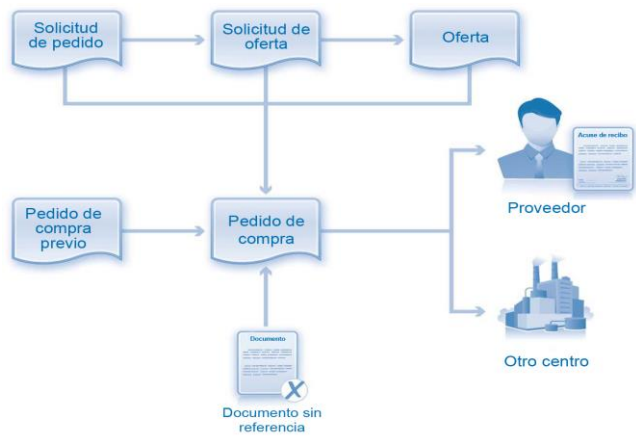 Solicitud
de pedido
Solicitud de
oferta
Oferta
Acuse de recibo
Proveedor
Pedido de
compra
previo
Pedido de
compra
Otro centro
Documento
Documento sin
referencia